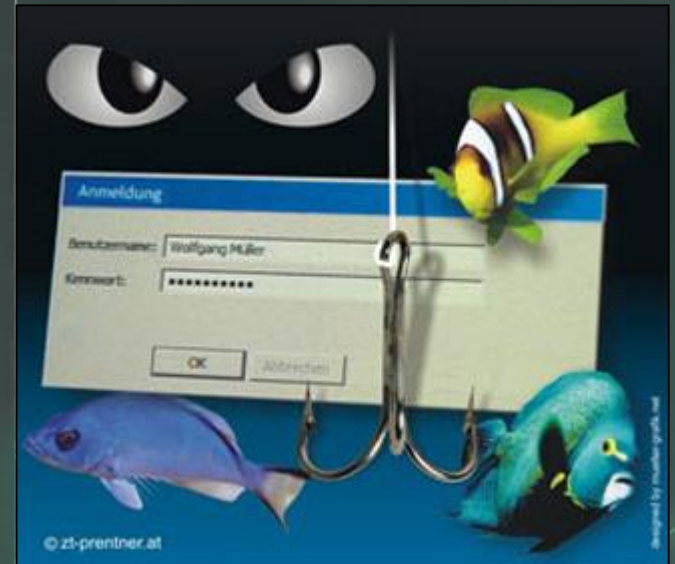 Anmeldung
Benutzername: Wolfgang Müller
Kennwort: ••••••••••
OK Abbrechen
© zt-prentner.at
designed by mueller-grafik.net